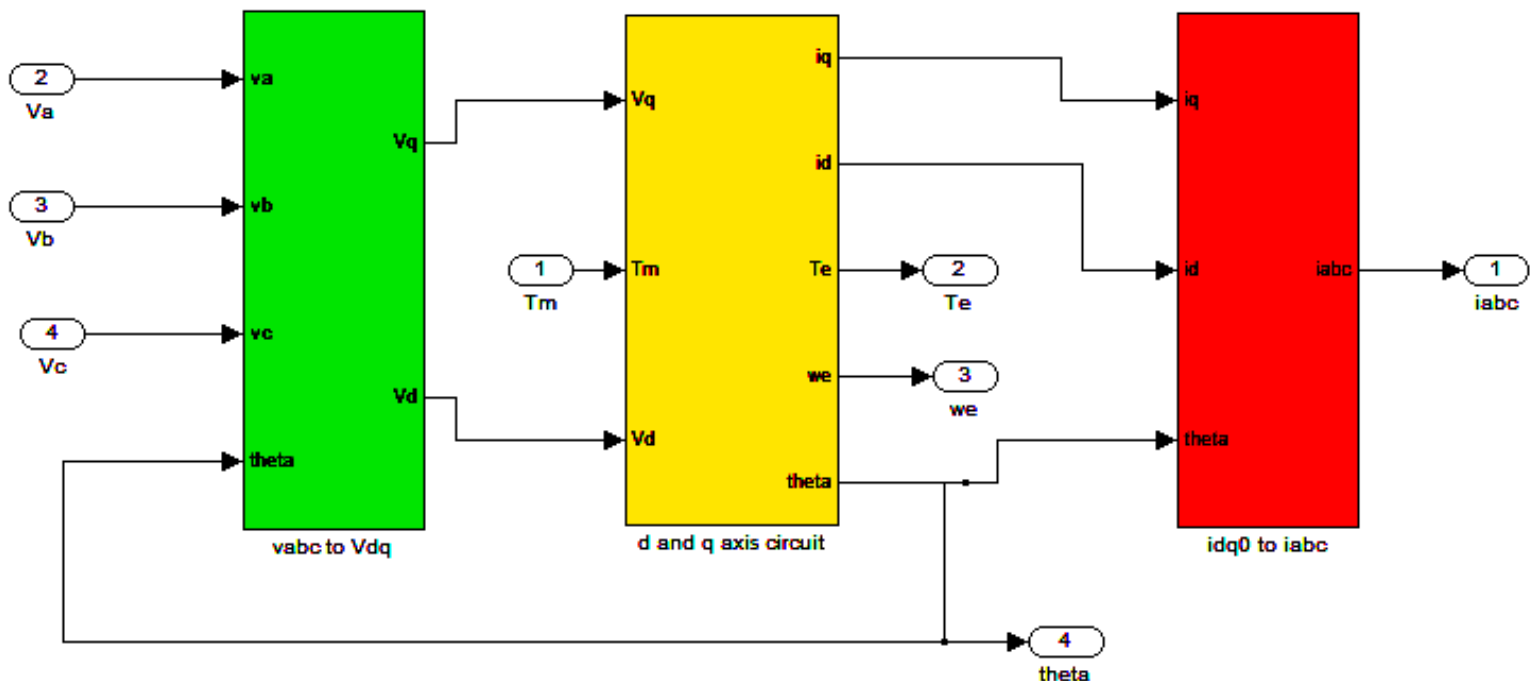 2
Va
3
Vb
4
Vc
va
vb
vc
theta
Vq
Vd
vabc to Vdq
1
Tm
Vq
Tm
Vd
iq
id
Te
we
theta
d and q axis circuit
2
Te
3
we
iq
id
theta
iabc
idq0 to iabc
1
iabc
4
theta